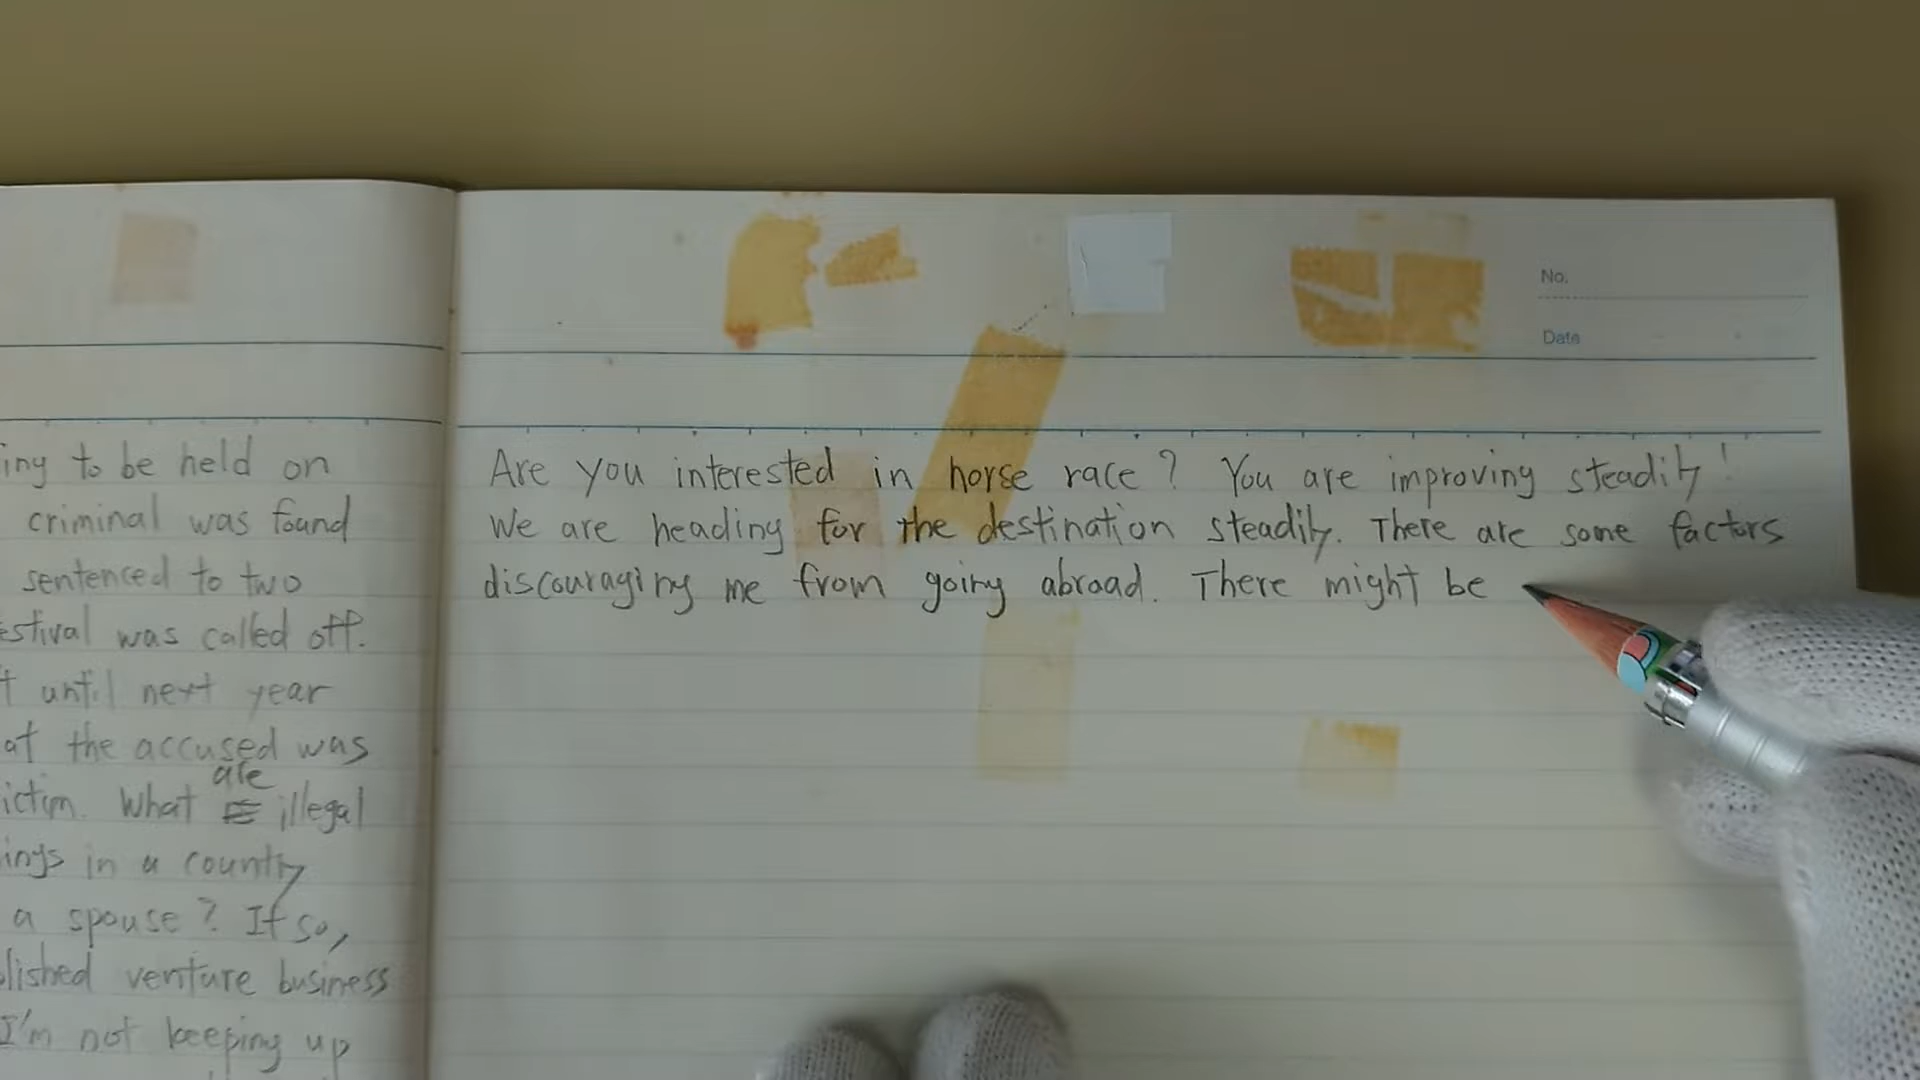 iny to be held on
criminal was found
sentenced to two
estival was called off.
t until next year
at the accused was
are
ictim. What illegal
ings in a country
a spouse? If so,
lished venture business
I'm not keeping up
No.
Date
Are you interested in horse race? You are improving steadily!
We are heading for the destination steadily. There are some factors
discouraging me from going abroad. There might be